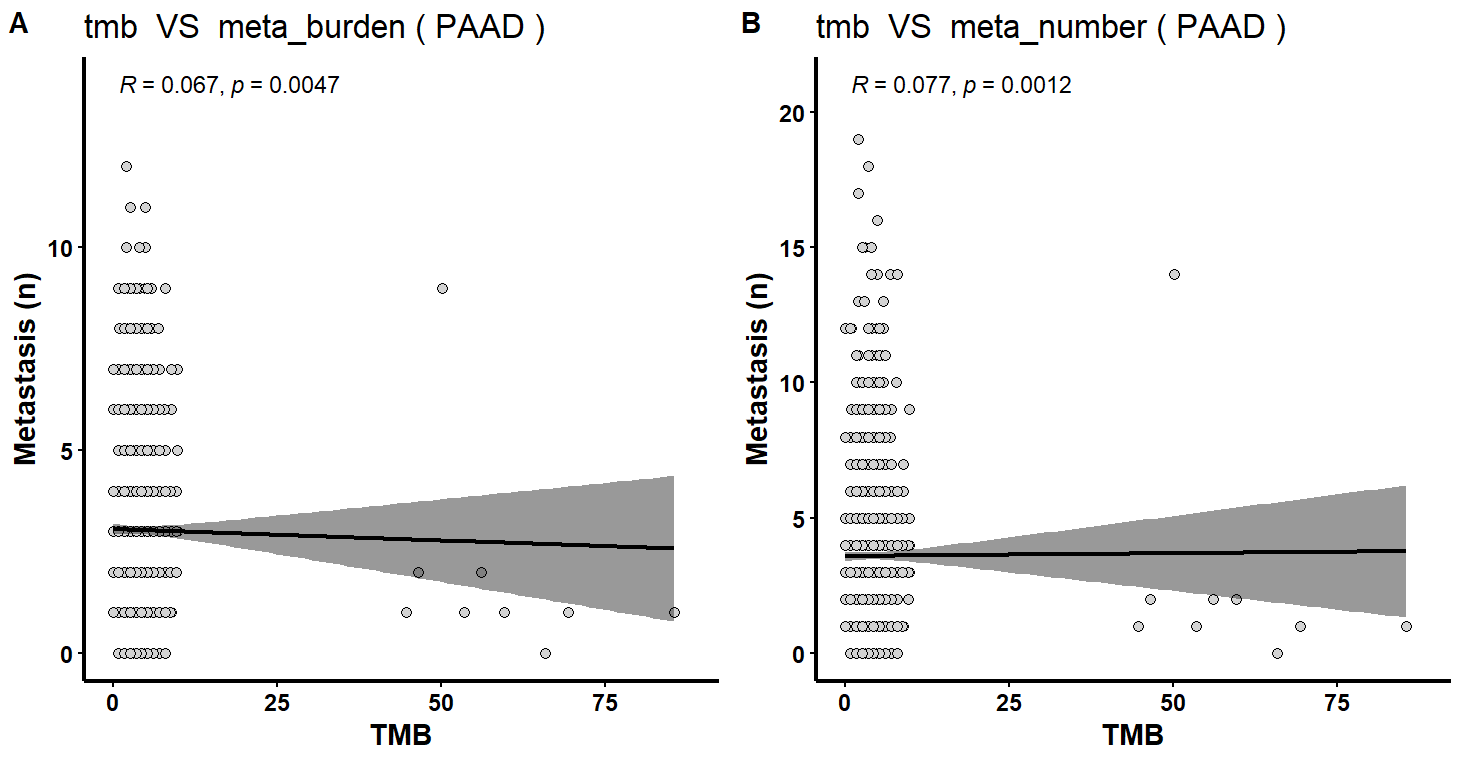 A
tmb VS meta_burden ( PAAD )
R = 0.067, p = 0.0047
10
5
0
Metastasis (n)
0 25 50 75
TMB
B
tmb VS meta_number ( PAAD )
R = 0.077, p = 0.0012
20
15
10
5
0
Metastasis (n)
0 25 50 75
TMB